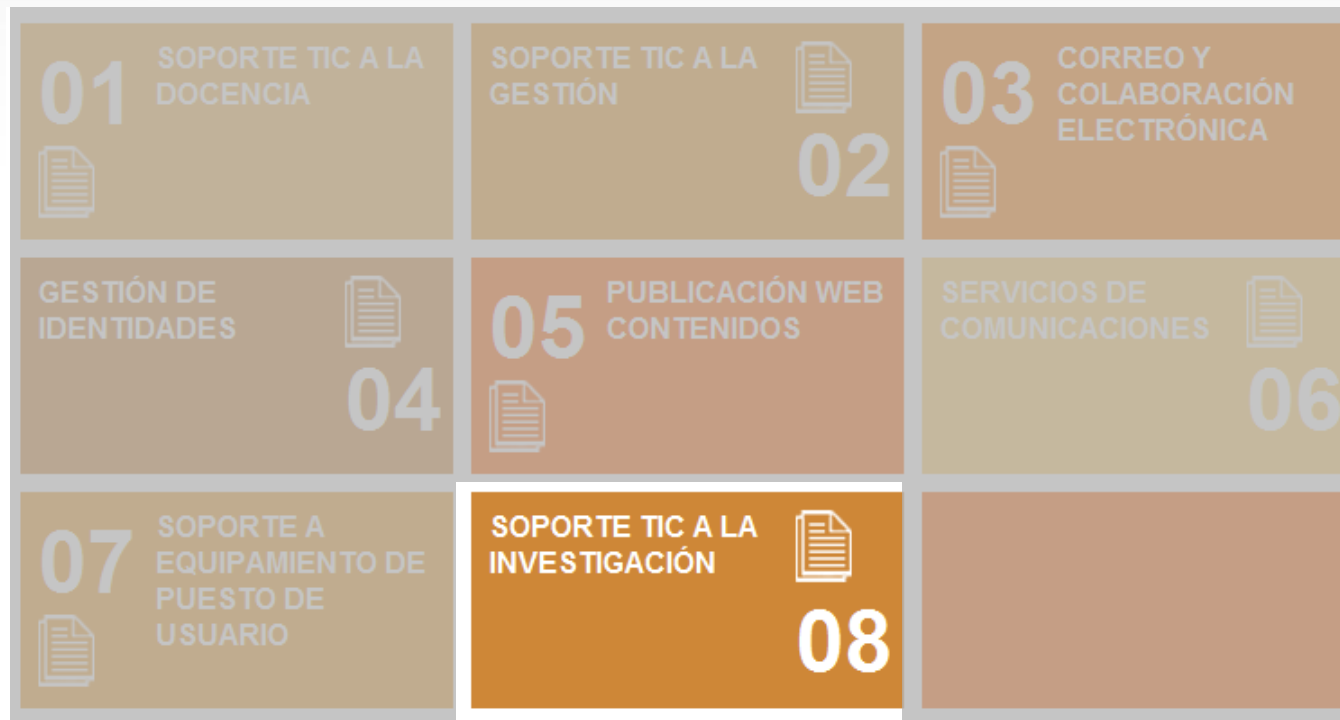 01
SOPORTE TIC A LA
DOCENCIA
SOPORTE TIC A LA
GESTIÓN
02
03
CORREO Y
COLABORACIÓN
ELECTRÓNICA
GESTIÓN DE
IDENTIDADES
04
05
PUBLICACIÓN WEB
CONTENIDOS
SERVICIOS DE
COMUNICACIONES
06
07
SOPORTE A
EQUIPAMIENTO DE
PUESTO DE
USUARIO
SOPORTE TIC A LA
INVESTIGACIÓN
08